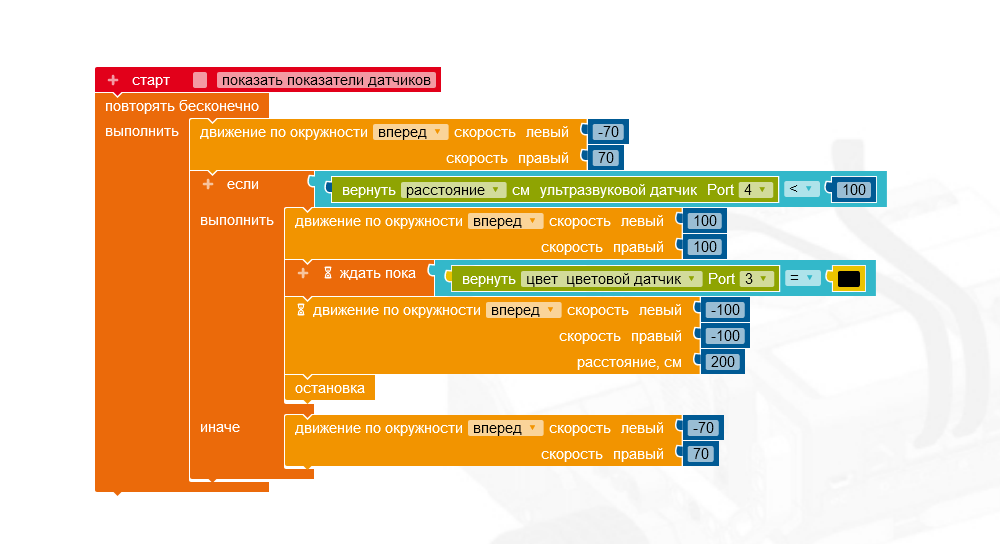 + старт показать показатели датчиков
повторять бесконечно
выполнить движение по окружности вперед скорость левый -70
скорость правый 70
+ если вернуть расстояние см ультразвуковой датчик Port 4 < 100
выполнить движение по окружности вперед скорость левый 100
скорость правый 100
+ ждать пока вернуть цвет цветовой датчик Port 3 =
движение по окружности вперед скорость левый -100
скорость правый -100
расстояние, см 200
остановка
иначе движение по окружности вперед скорость левый -70
скорость правый 70